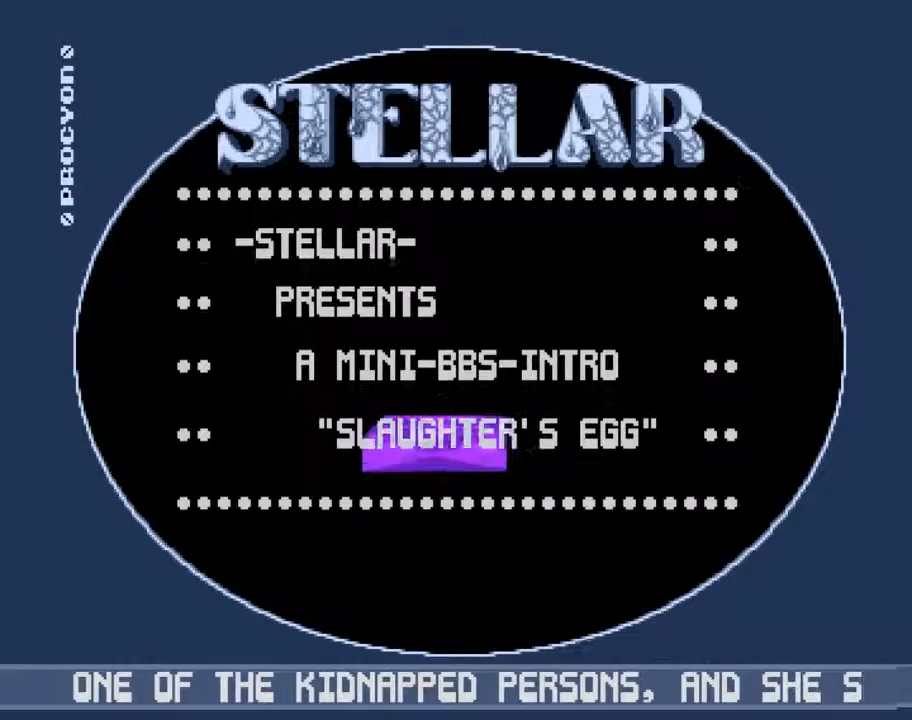 PROCYON
STELLAR
-STELLAR-
PRESENTS
A MINI-BBS-INTRO
"SLAUGHTER'S EGG"
ONE OF THE KIDNAPPED PERSONS, AND SHE S